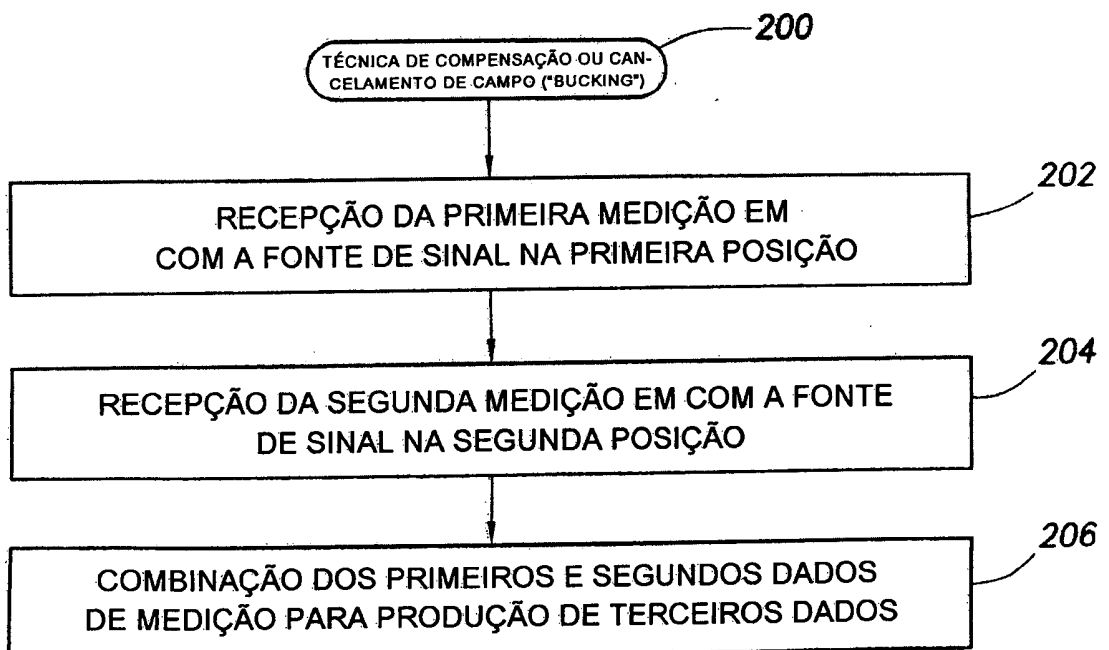 200
TÉCNICA DE COMPENSAÇÃO OU CAN-
CELAMENTO DE CAMPO ("BUCKING")
202
RECEPÇÃO DA PRIMEIRA MEDIÇÃO EM
COM A FONTE DE SINAL NA PRIMEIRA POSIÇÃO
204
RECEPÇÃO DA SEGUNDA MEDIÇÃO EM COM A FONTE
DE SINAL NA SEGUNDA POSIÇÃO
206
COMBINAÇÃO DOS PRIMEIROS E SEGUNDOS DADOS
DE MEDIÇÃO PARA PRODUÇÃO DE TERCEIROS DADOS